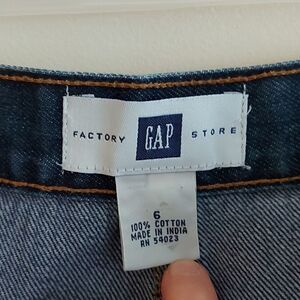 FACTORY GAP STORE
6
100% COTTON
MADE IN INDIA
RN 54023